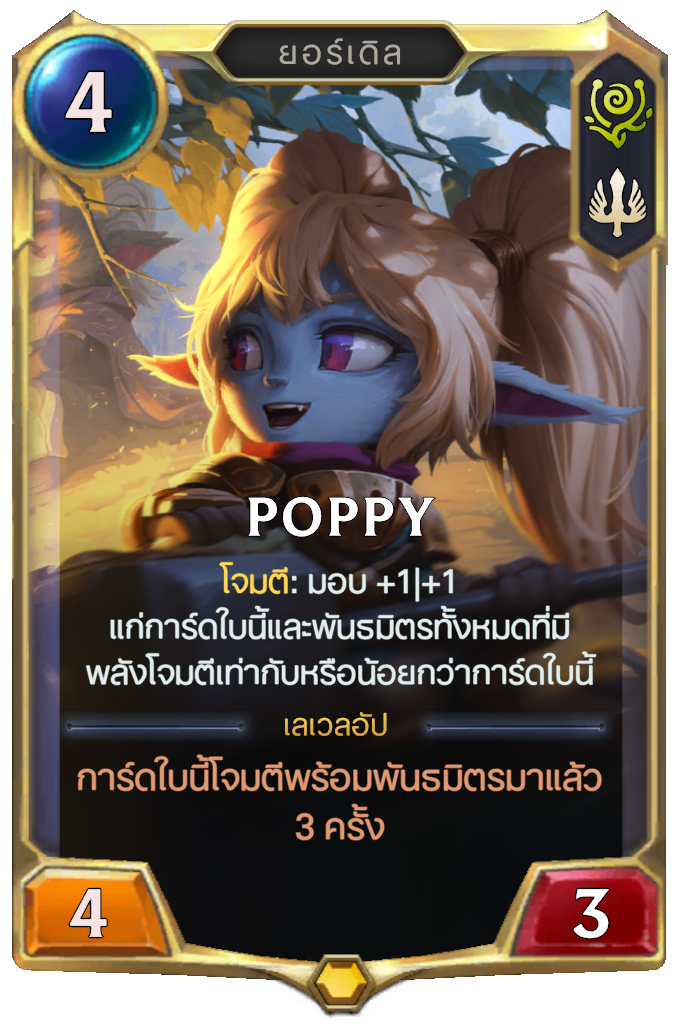 ยอร์เดิล
4
POPPY
โจมตี: มอบ +1|+1
แก่การ์ดใบนี้และพันธมิตรทั้งหมดที่มี
พลังโจมตีเท่ากับหรือน้อยกว่าการ์ดใบนี้
เลเวลอัป
การ์ดใบนี้โจมตีพร้อมพันธมิตรมาแล้ว
3 ครั้ง
4
3